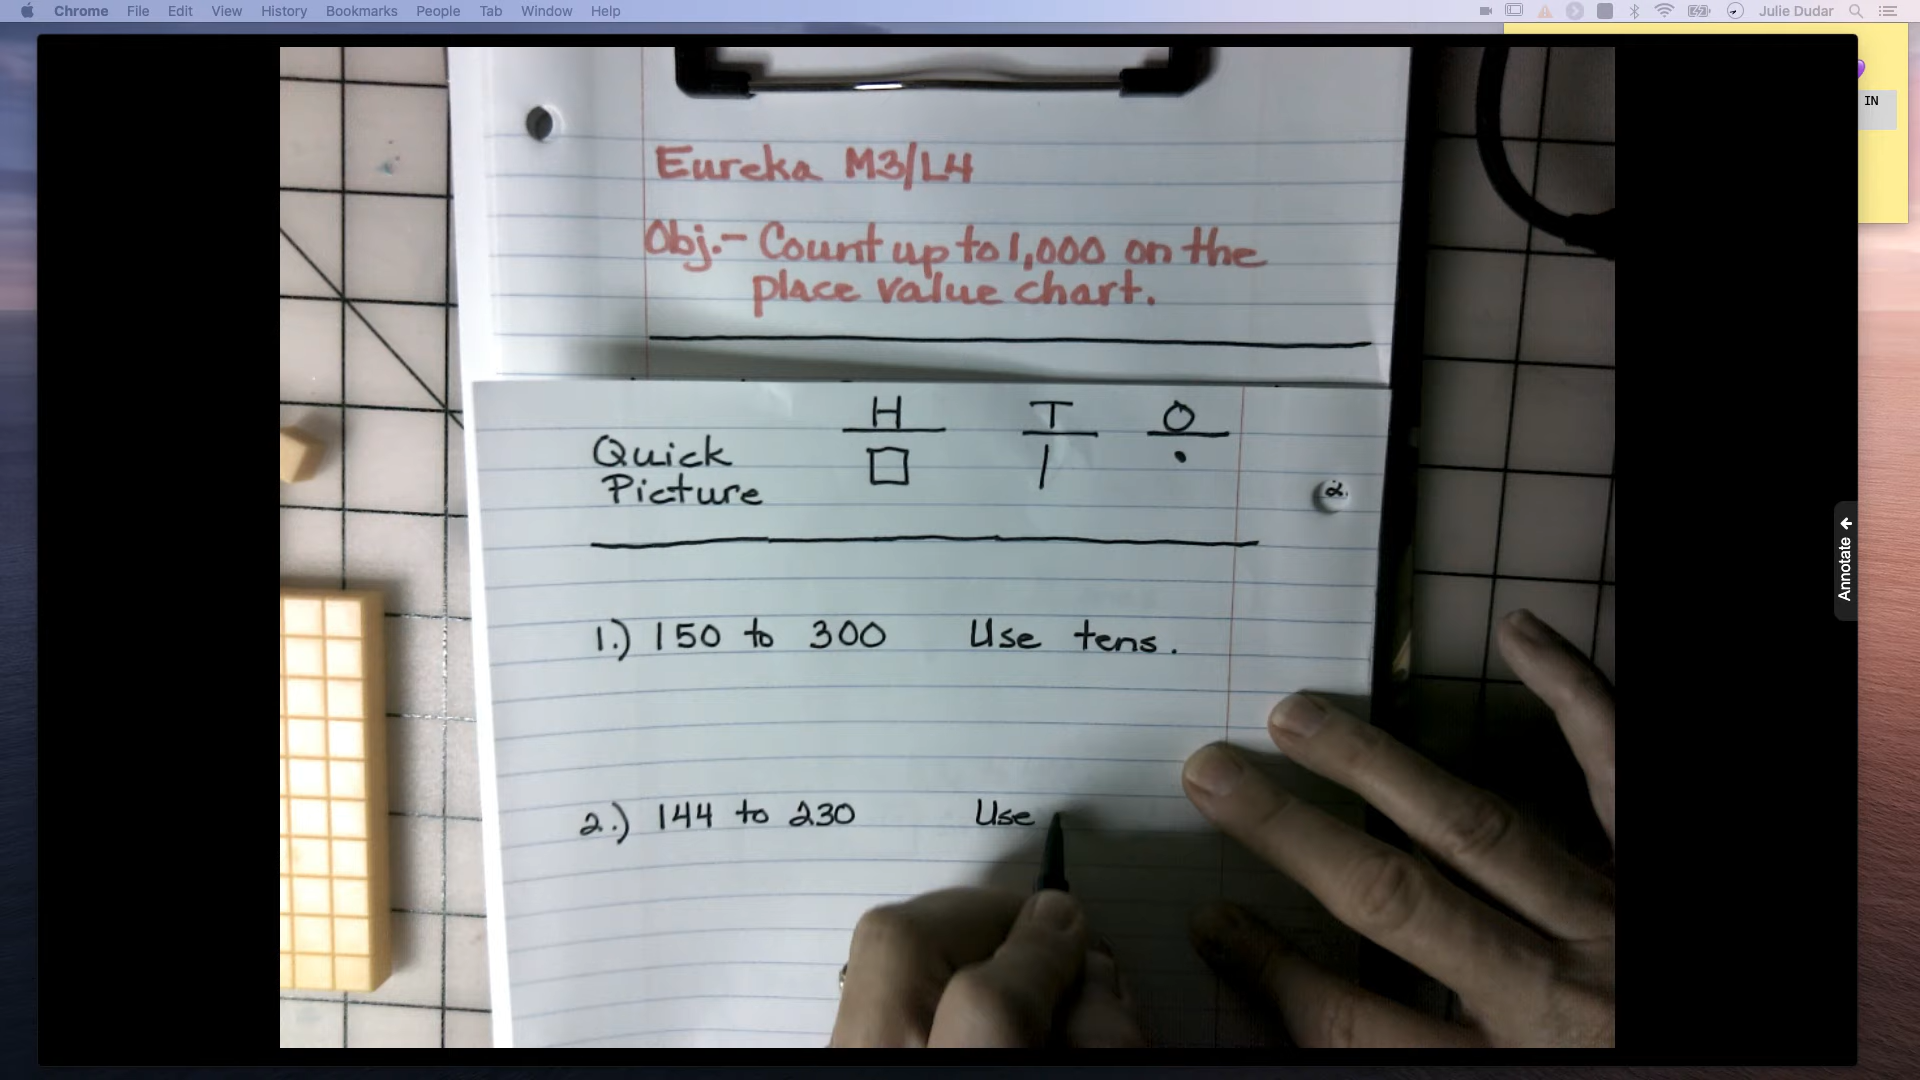 Chrome File Edit View History Bookmarks People Tab Window Help Julie Dudar
IN
Eureka M3/L4
Obj.- Count up to 1,000 on the
place value chart.
H T O
Quick
Picture
2.
1.) 150 to 300 Use tens.
2.) 144 to 230 Use
Annotate